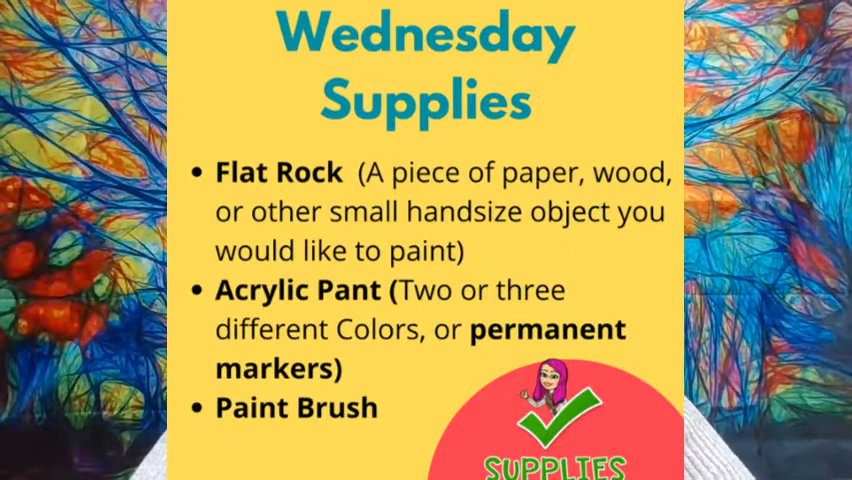 Wednesday
Supplies
• Flat Rock (A piece of paper, wood,
or other small handsize object you
would like to paint)
• Acrylic Pant (Two or three
different Colors, or permanent
markers)
• Paint Brush
SUPPLIES